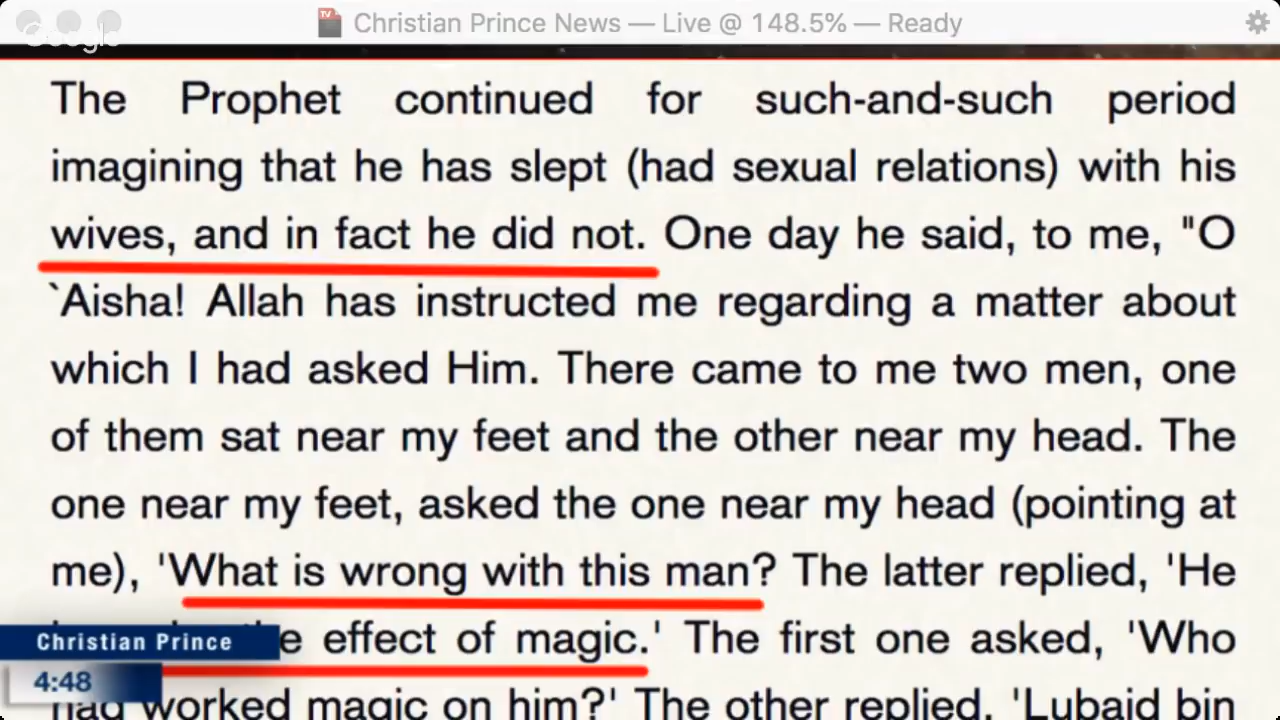 Christian Prince News — Live @ 148.5% — Ready
Google
The Prophet continued for such-and-such period
imagining that he has slept (had sexual relations) with his
wives, and in fact he did not. One day he said, to me, "O
`Aisha! Allah has instructed me regarding a matter about
which I had asked Him. There came to me two men, one
of them sat near my feet and the other near my head. The
one near my feet, asked the one near my head (pointing at
me), 'What is wrong with this man? The latter replied, 'He
effect of magic.' The first one asked, 'Who
Christian Prince
4:48
had worked magic on him?' The other replied, 'Lubaid bin